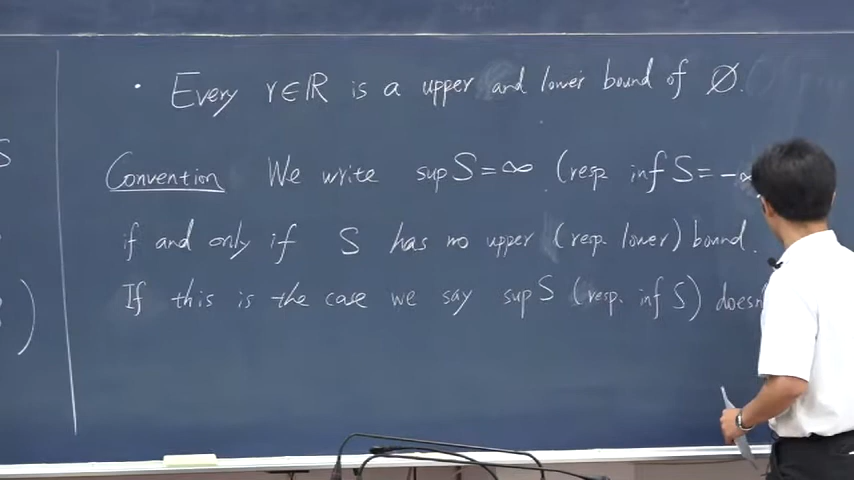 · Every r∈ℝ is a upper and lower bound of ∅.
Convention We write sup S = ∞ (resp. inf S = -∞
if and only if S has no upper (resp. lower) bound.
If this is the case we say sup S (resp. inf S)